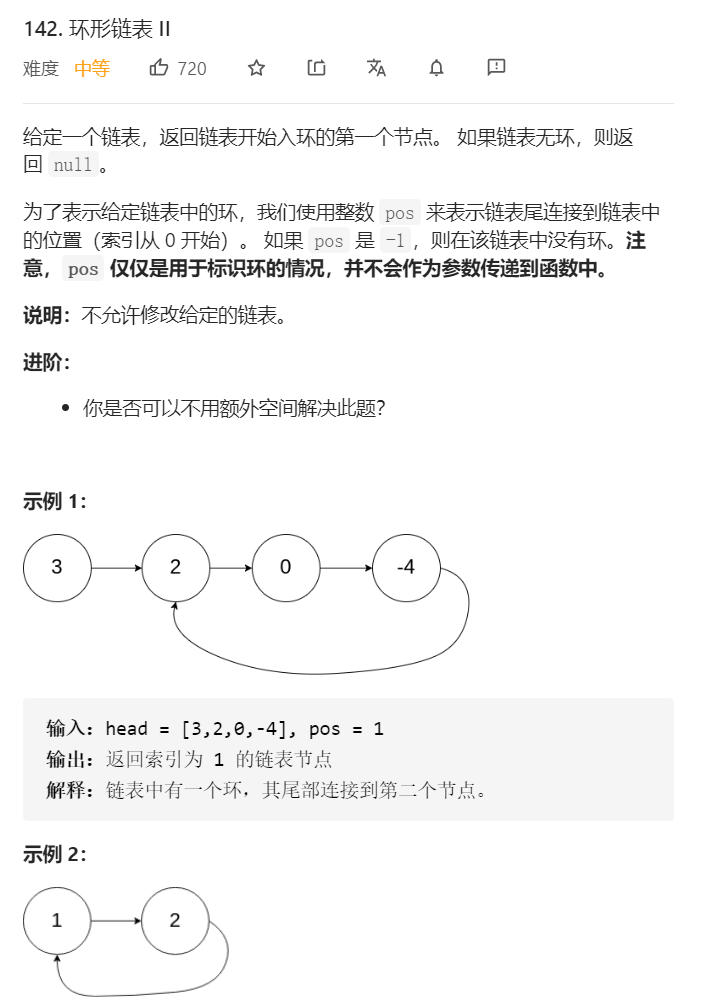 142. 环形链表 II
难度 中等 720
给定一个链表，返回链表开始入环的第一个节点。 如果链表无环，则返
回 null。
为了表示给定链表中的环，我们使用整数 pos 来表示链表尾连接到链表中
的位置（索引从 0 开始）。 如果 pos 是 -1，则在该链表中没有环。注
意，pos 仅仅是用于标识环的情况，并不会作为参数传递到函数中。
说明：不允许修改给定的链表。
进阶：
• 你是否可以不用额外空间解决此题？
示例 1：
3 2 0 -4
输入：head = [3,2,0,-4], pos = 1
输出：返回索引为 1 的链表节点
解释：链表中有一个环，其尾部连接到第二个节点。
示例 2：
1 2